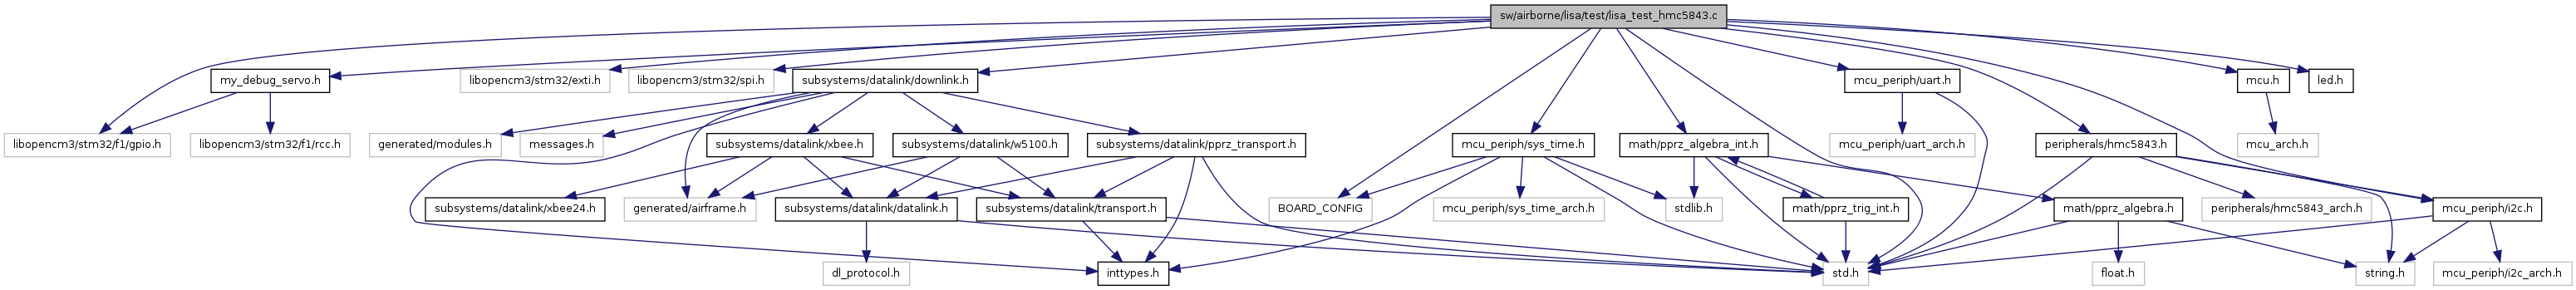 sw/airborne/lisa/test/lisa_test_hmc5843.c
my_debug_servo.h
libopencm3/stm32/exti.h
libopencm3/stm32/spi.h
subsystems/datalink/downlink.h
mcu_periph/uart.h
mcu.h
led.h
libopencm3/stm32/f1/gpio.h
libopencm3/stm32/f1/rcc.h
generated/modules.h
messages.h
subsystems/datalink/xbee.h
subsystems/datalink/w5100.h
subsystems/datalink/pprz_transport.h
mcu_periph/sys_time.h
math/pprz_algebra_int.h
mcu_periph/uart_arch.h
peripherals/hmc5843.h
mcu_arch.h
subsystems/datalink/xbee24.h
generated/airframe.h
subsystems/datalink/datalink.h
subsystems/datalink/transport.h
BOARD_CONFIG
mcu_periph/sys_time_arch.h
stdlib.h
math/pprz_trig_int.h
math/pprz_algebra.h
peripherals/hmc5843_arch.h
mcu_periph/i2c.h
dl_protocol.h
inttypes.h
std.h
float.h
string.h
mcu_periph/i2c_arch.h